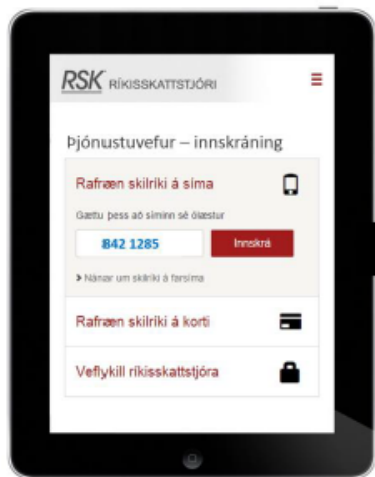 RSK RÍKISSKATTSTJÓRI
Þjónustuvefur – innskráning
Rafræn skilríki á síma
Gættu þess að síminn sé ólæstur
842 1285 Innskrá
Nánar um skilríki á farsíma
Rafræn skilríki á korti
Veflykill ríkisskattstjóra